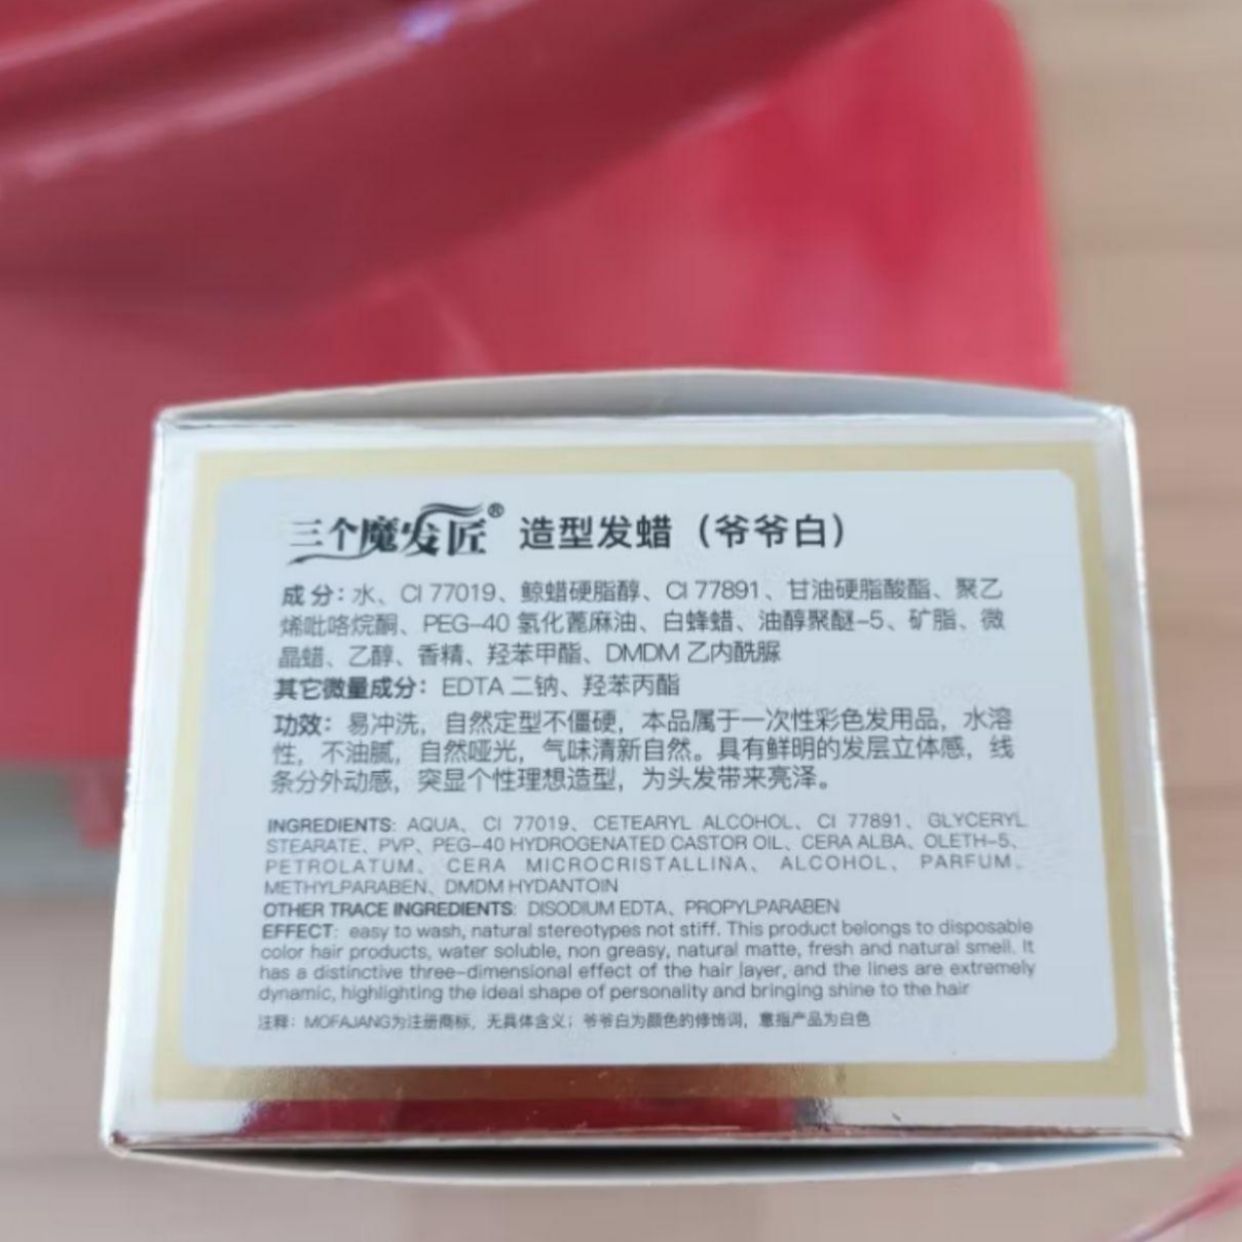 三个魔发匠® 造型发蜡（爷爷白）
成分：水、CI 77019、鲸蜡硬脂醇、CI 77891、甘油硬脂酸酯、聚乙
烯吡咯烷酮、PEG-40 氢化蓖麻油、白蜂蜡、油醇聚醚-5、矿脂、微
晶蜡、乙醇、香精、羟苯甲酯、DMDM 乙内酰脲
其它微量成分：EDTA 二钠、羟苯丙酯
功效：易冲洗，自然定型不僵硬，本品属于一次性彩色发用品，水溶
性，不油腻，自然哑光，气味清新自然。具有鲜明的发层立体感，线
条分外动感，突显个性理想造型，为头发带来亮泽。
INGREDIENTS: AQUA、CI 77019、CETEARYL ALCOHOL、CI 77891、GLYCERYL
STEARATE、PVP、PEG-40 HYDROGENATED CASTOR OIL、CERA ALBA、OLETH-5、
PETROLATUM、CERA MICROCRISTALLINA、ALCOHOL、PARFUM、
METHYLPARABEN、DMDM HYDANTOIN
OTHER TRACE INGREDIENTS: DISODIUM EDTA、PROPYLPARABEN
EFFECT: easy to wash, natural stereotypes not stiff. This product belongs to disposable
color hair products, water soluble, non greasy, natural matte, fresh and natural smell. It
has a distinctive three-dimensional effect of the hair layer, and the lines are extremely
dynamic, highlighting the ideal shape of personality and bringing shine to the hair
注释：MOFAJANG为注册商标，无具体含义；爷爷白为颜色的修饰词，意指产品为白色